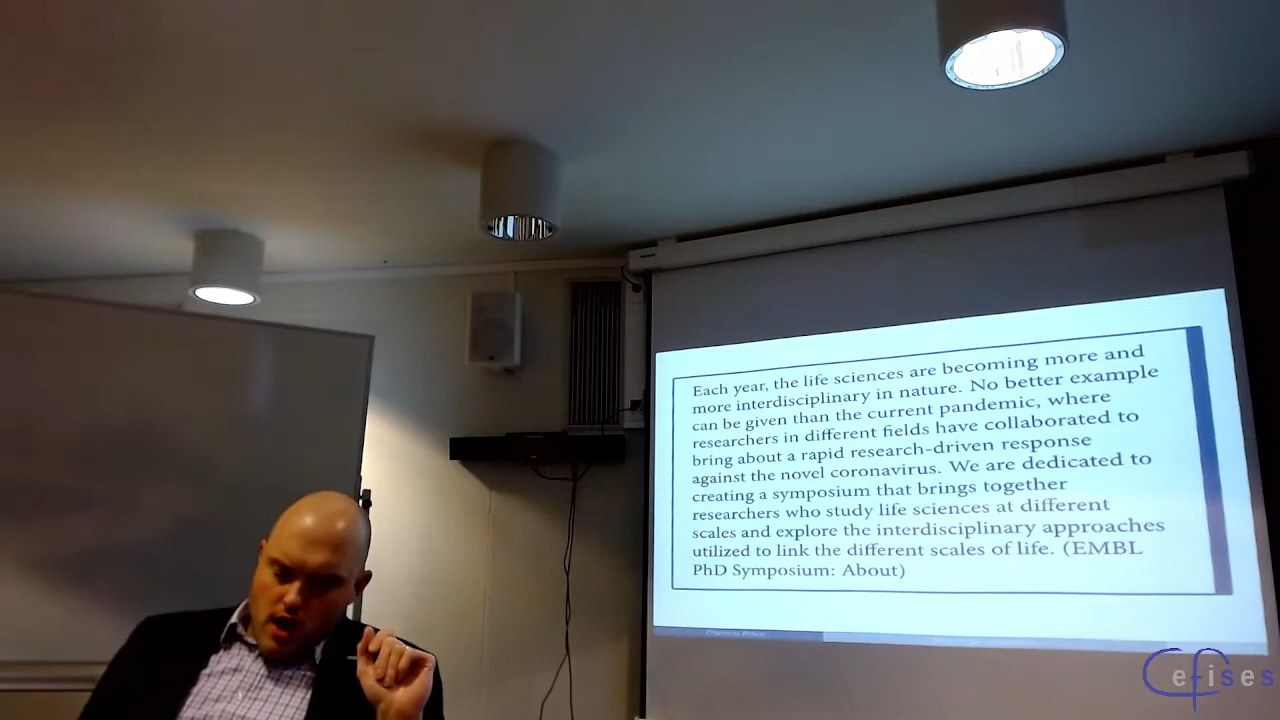 Each year, the life sciences are becoming more and
more interdisciplinary in nature. No better example
can be given than the current pandemic, where
researchers in different fields have collaborated to
bring about a rapid research-driven response
against the novel coronavirus. We are dedicated to
creating a symposium that brings together
researchers who study life sciences at different
scales and explore the interdisciplinary approaches
utilized to link the different scales of life. (EMBL
PhD Symposium: About)
Cefises